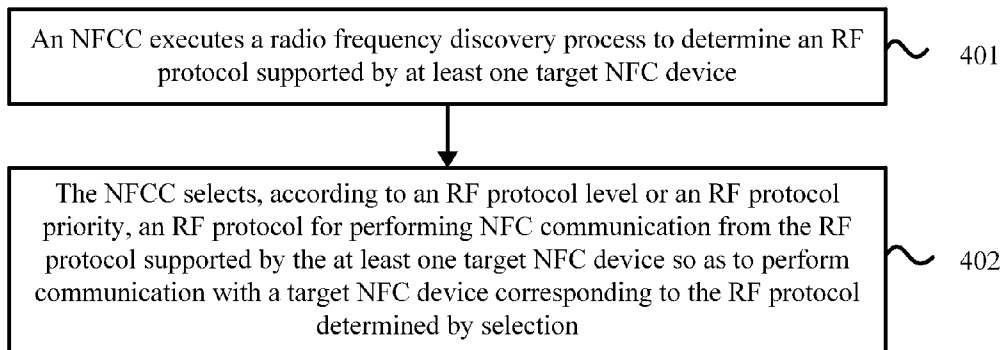 An NFCC executes a radio frequency discovery process to determine an RF
protocol supported by at least one target NFC device
401
The NFCC selects, according to an RF protocol level or an RF protocol
priority, an RF protocol for performing NFC communication from the RF
protocol supported by the at least one target NFC device so as to perform
communication with a target NFC device corresponding to the RF protocol
determined by selection
402